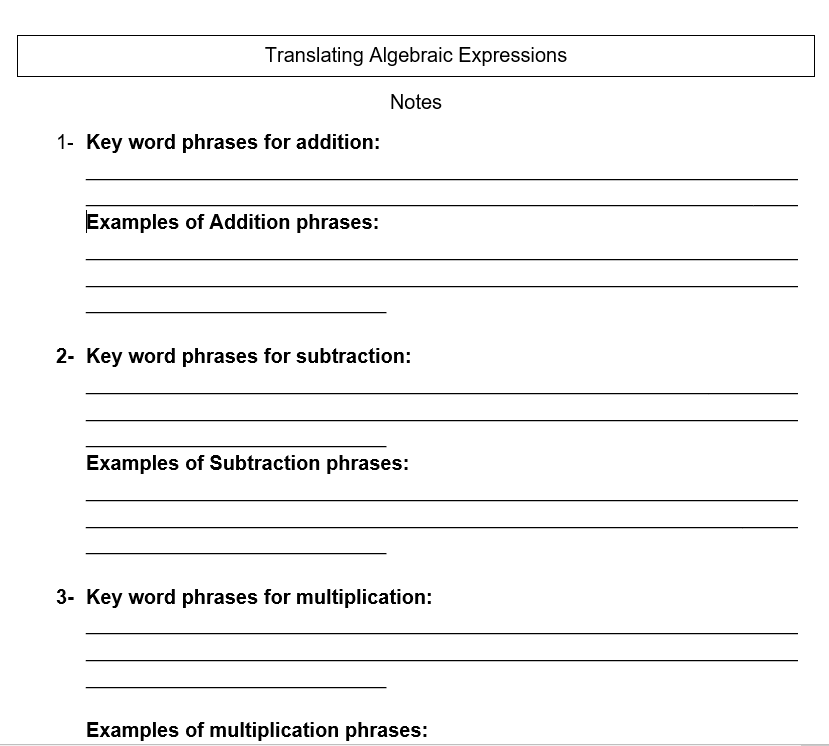 Translating Algebraic Expressions
Notes
1- Key word phrases for addition:
Examples of Addition phrases:
2- Key word phrases for subtraction:
Examples of Subtraction phrases:
3- Key word phrases for multiplication:
Examples of multiplication phrases: